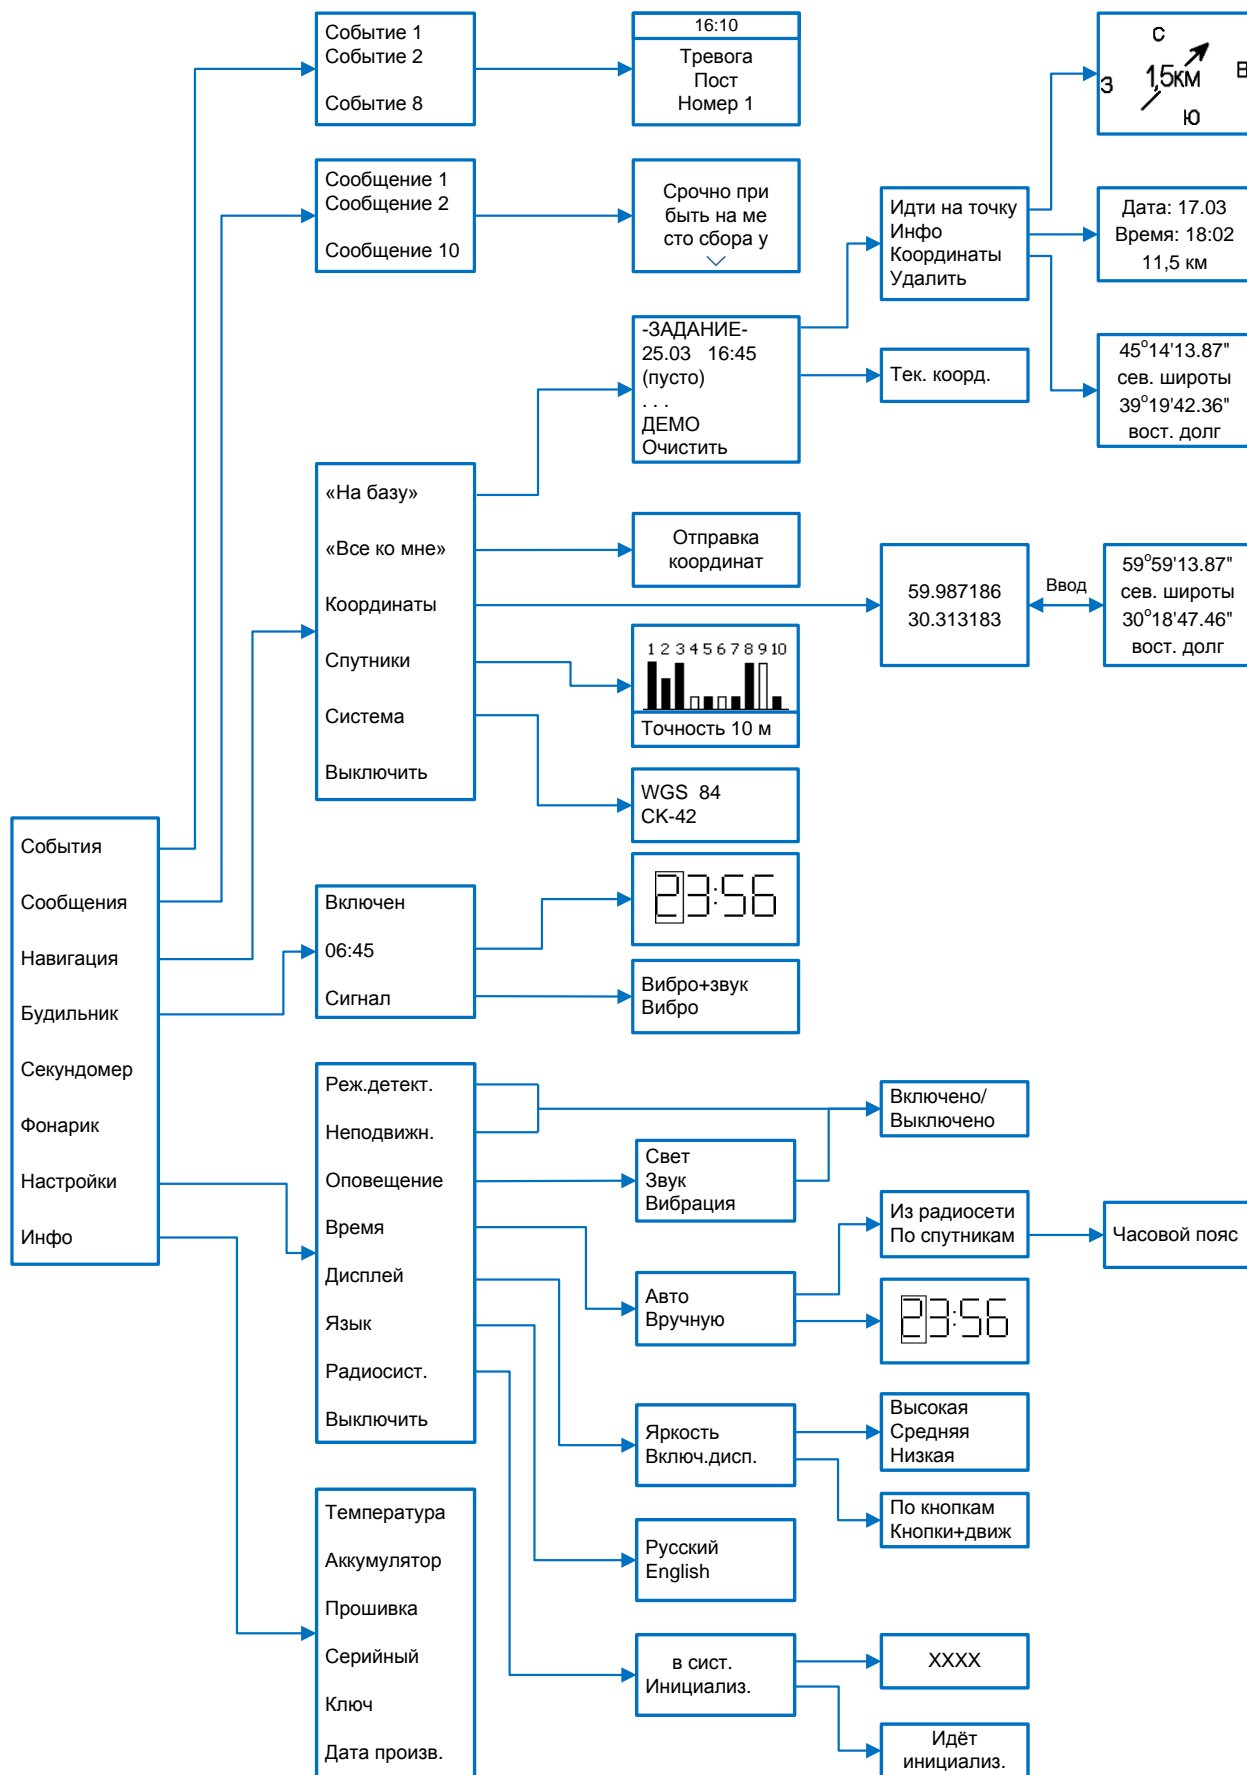 События
Сообщения
Навигация
Будильник
Секундомер
Фонарик
Настройки
Инфо
Событие 1
Событие 2
Событие 8
16:10
Тревога
Пост
Номер 1
Сообщение 1
Сообщение 2
Сообщение 10
Срочно при
быть на ме
сто сбора у
«На базу»
«Все ко мне»
Координаты
Спутники
Система
Выключить
-ЗАДАНИЕ-
25.03 16:45
(пусто)
. . .
ДЕМО
Очистить
Идти на точку
Инфо
Координаты
Удалить
С
З 1,5км В
Ю
Дата: 17.03
Время: 18:02
11,5 км
45°14'13.87"
сев. широты
39°19'42.36"
вост. долг
Тек. коорд.
Отправка
координат
59.987186
30.313183
Ввод
59°59'13.87"
сев. широты
30°18'47.46"
вост. долг
1 2 3 4 5 6 7 8 9 10
Точность 10 м
WGS 84
СК-42
Включен
06:45
Сигнал
23:56
Вибро+звук
Вибро
Реж.детект.
Неподвижн.
Оповещение
Время
Дисплей
Язык
Радиосист.
Выключить
Включено/
Выключено
Свет
Звук
Вибрация
Авто
Вручную
Из радиосети
По спутникам
Часовой пояс
23:56
Яркость
Включ.дисп.
Высокая
Средняя
Низкая
По кнопкам
Кнопки+движ
Русский
English
в сист.
Инициализ.
XXXX
Идёт
инициализ.
Температура
Аккумулятор
Прошивка
Серийный
Ключ
Дата произв.